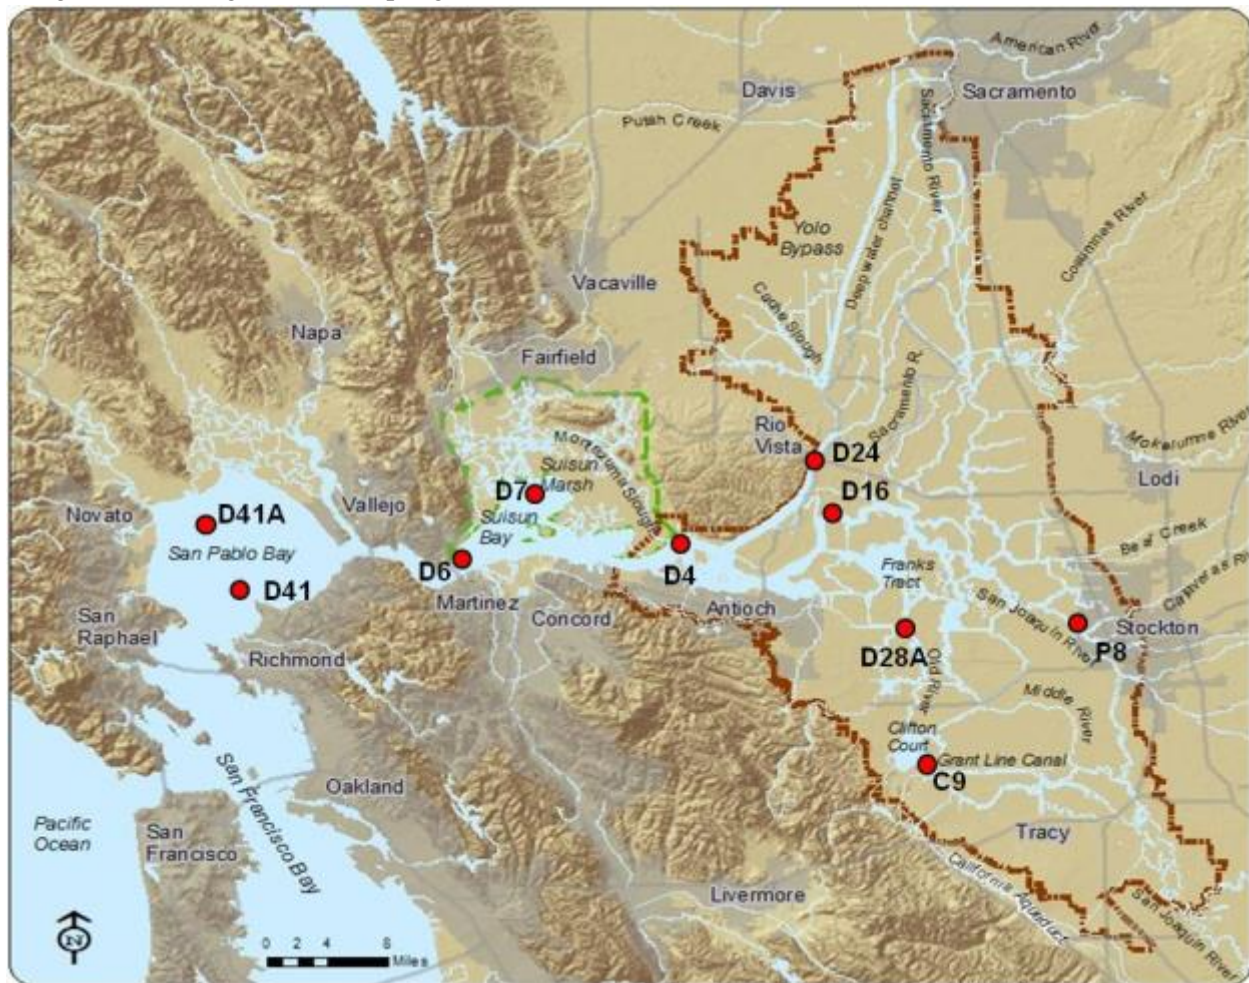 American River
Davis
Sacramento
Putah Creek
Sacramento River
Deepwater channel
Yolo
Bypass
Columnas River
Vacaville
Cache Slough
Napa
Fairfield
Sacramento R.
Rio
Vista
Mokelumne River
Montezuma Slough
D24
Lodi
Suisun
Marsh
D7
D16
Vallejo
Novato
D41A
Suisun
Bay
San Pablo Bay
D6
D4
Bear Creek
Franks
Tract
Calaveras Ri
D41
Martinez
Antioch
San
Raphael
Concord
San Joaquin River
Stockton
P8
Richmond
D28A
Old River
Middle River
Clifton
Court
Grant Line Canal
C9
San Francisco Bay
Oakland
Pacific
Ocean
San
Francisco
Tracy
California Aqueduct
Livermore
San Joaquin River
N
0 2 4 8
Miles